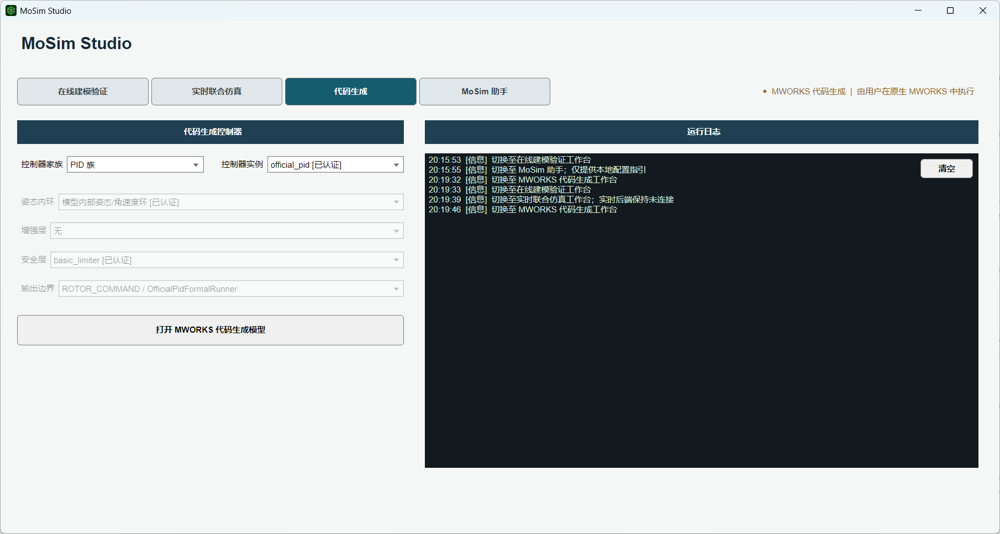 MoSim Studio
MoSim Studio
在线建模验证
实时联合仿真
代码生成
MoSim 助手
MWORKS 代码生成 | 由用户在原生 MWORKS 中执行
代码生成控制器
运行日志
控制器家族 PID 族 控制器实例 official_pid [已认证]
姿态内环 模型内部姿态/角速度环 [已认证]
增强层 无
安全层 basic_limiter [已认证]
输出边界 ROTOR_COMMAND / OfficialPidFormalRunner
打开 MWORKS 代码生成模型
20:15:53 [信息] 切换至在线建模验证工作台
20:15:55 [信息] 切换至 MoSim 助手；仅提供本地配置指引
20:19:32 [信息] 切换至 MWORKS 代码生成工作台
20:19:33 [信息] 切换至在线建模验证工作台
20:19:39 [信息] 切换至实时联合仿真工作台；实时后端保持未连接
20:19:46 [信息] 切换至 MWORKS 代码生成工作台
清空